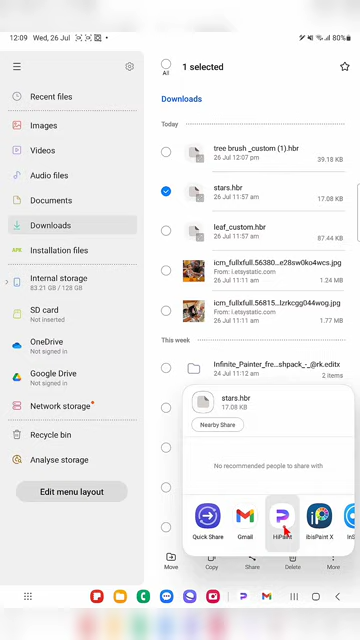 12:09 Wed, 26 Jul
80%
All
1 selected
Recent files
Images
Videos
Audio files
Documents
Downloads
APK Installation files
Internal storage
83.21 GB / 128 GB
SD card
Not inserted
OneDrive
Not signed in
Google Drive
Not signed in
Network storage
Recycle bin
Analyse storage
Edit menu layout
Downloads
Today
tree brush _custom (1).hbr
26 Jul 12:07 pm
39.18 KB
stars.hbr
26 Jul 11:57 am
17.08 KB
leaf_custom.hbr
26 Jul 11:57 am
87.44 KB
icm_fullxfull.56380...e28sw0ko4wcs.jpg
From: i.etsystatic.com
26 Jul 11:11 am
1.24 MB
icm_fullxfull.56815...lzrkcgg044wog.jpg
From: i.etsystatic.com
26 Jul 11:11 am
1.77 MB
This week
Infinite_Painter_fre...shpack_-_@rk.editx
24 Jul 11:12 am
2 items
stars.hbr
17.08 KB
Nearby Share
No recommended people to share with
Quick Share
Gmail
HiPaint
ibisPaint X
Move
Copy
Share
Delete
More